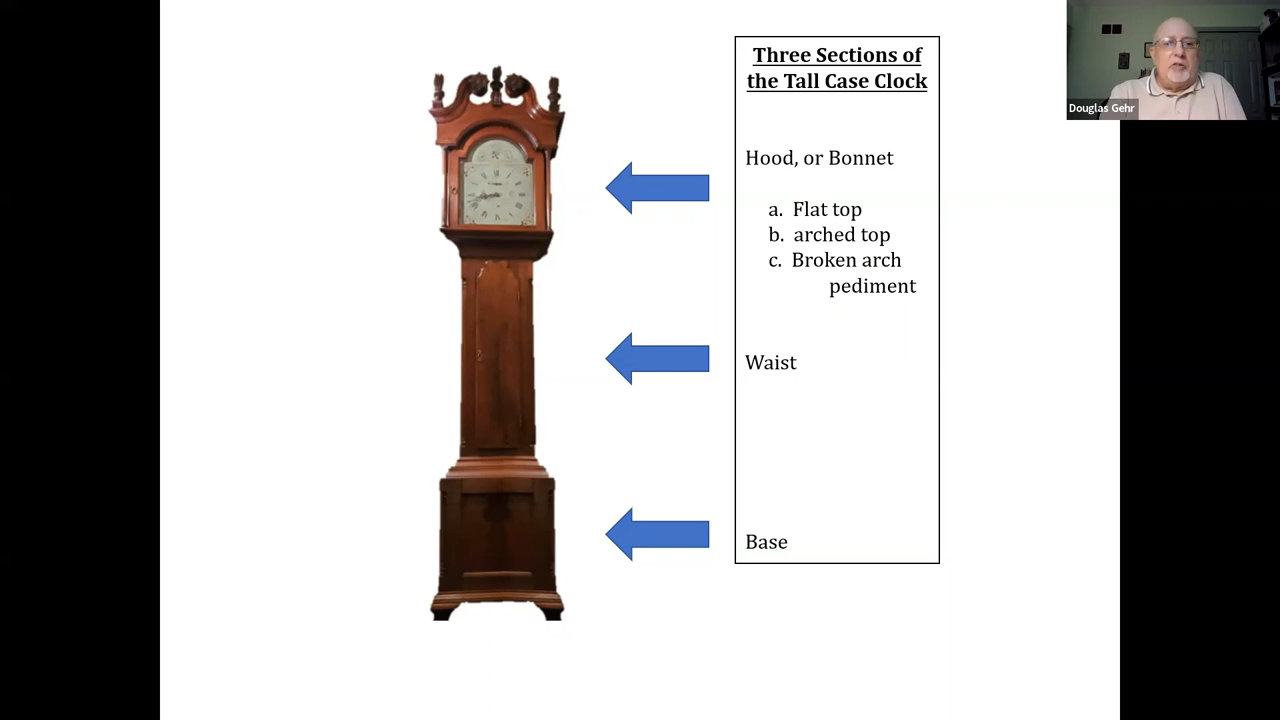 Three Sections of
the Tall Case Clock
Hood, or Bonnet
a. Flat top
b. arched top
c. Broken arch
pediment
Waist
Base
Douglas Gehr